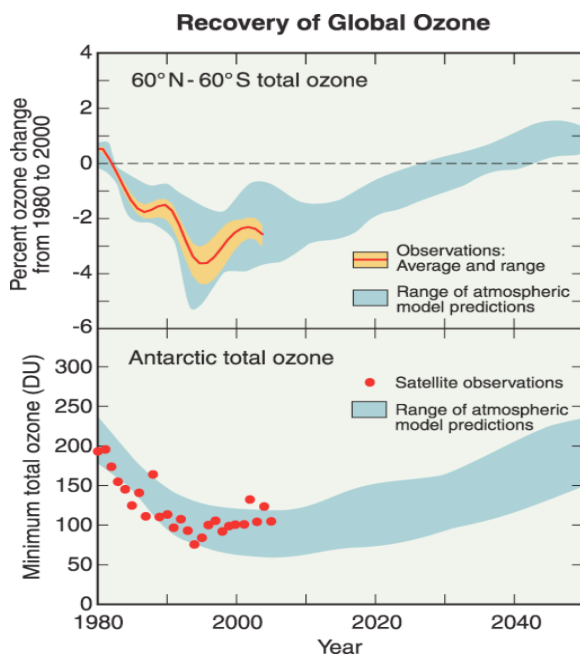 Recovery of Global Ozone
4
2
0
-2
-4
-6
Percent ozone change
from 1980 to 2000
60°N-60°S total ozone
Observations:
Average and range
Range of atmospheric
model predictions
300
250
200
150
100
50
0
Minimum total ozone (DU)
Antarctic total ozone
Satellite observations
Range of atmospheric
model predictions
1980
2000
2020
2040
Year